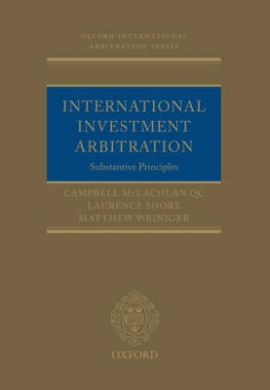 OXFORD INTERNATIONAL
ARBITRATION SERIES
INTERNATIONAL
INVESTMENT
ARBITRATION
Substantive Principles
CAMPBELL McLACHLAN QC
LAURENCE SHORE
MATTHEW WEINIGER
OXFORD